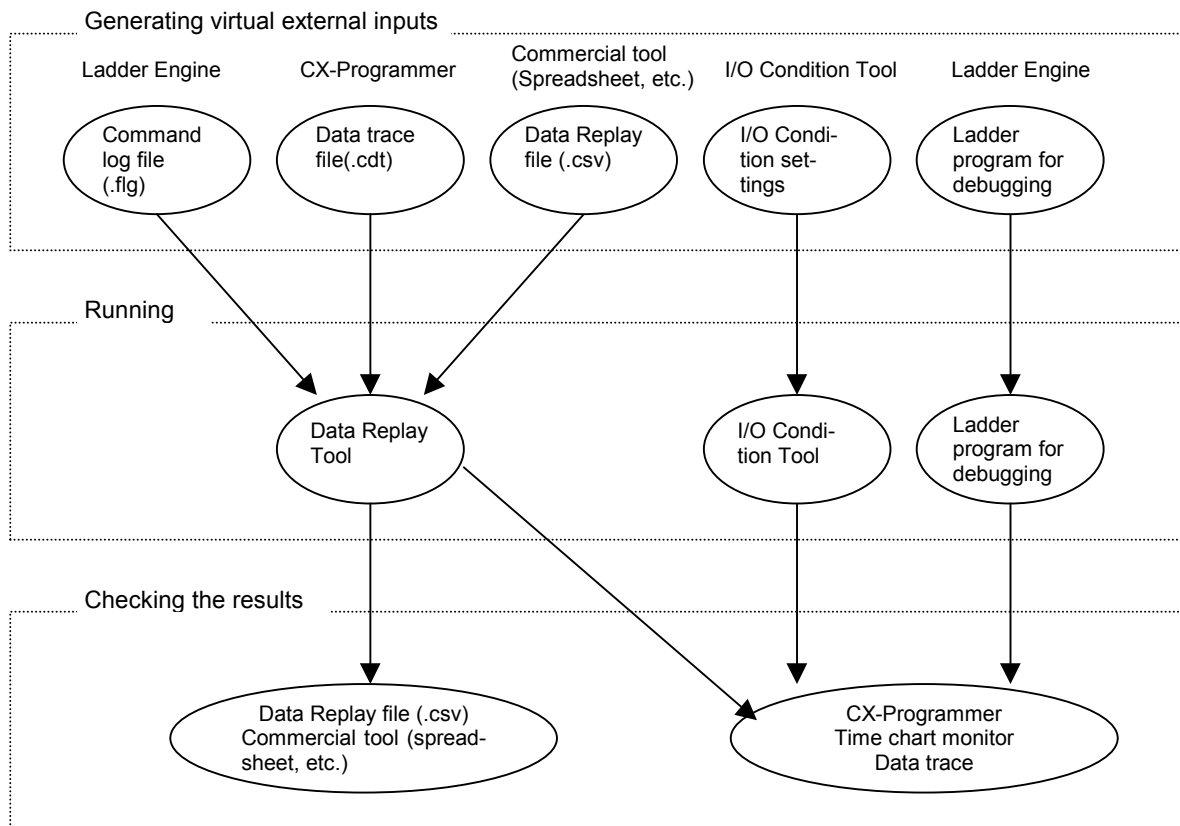 Generating virtual external inputs
Ladder Engine
CX-Programmer
Commercial tool
(Spreadsheet, etc.)
I/O Condition Tool
Ladder Engine
Command
log file
(.flg)
Data trace
file(.cdt)
Data Replay
file (.csv)
I/O Condi-
tion set-
tings
Ladder
program for
debugging
Running
Data Replay
Tool
I/O Condi-
tion Tool
Ladder
program for
debugging
Checking the results
Data Replay file (.csv)
Commercial tool (spread-
sheet, etc.)
CX-Programmer
Time chart monitor
Data trace